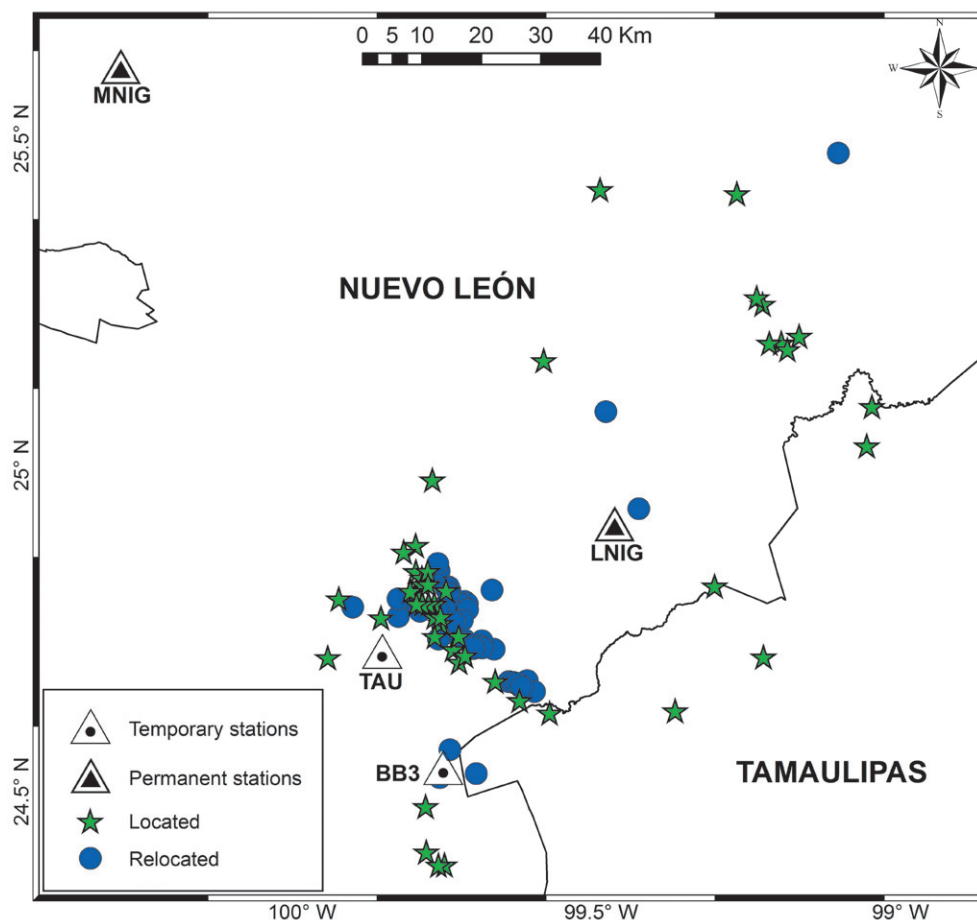 0 5 10 20 30 40 Km
N
W
S
MNIG
25.5° N
NUEVO LEÓN
25° N
LNIG
TAU
BB3
TAMAULIPAS
24.5° N
Temporary stations
Permanent stations
Located
Relocated
100° W 99.5° W 99° W